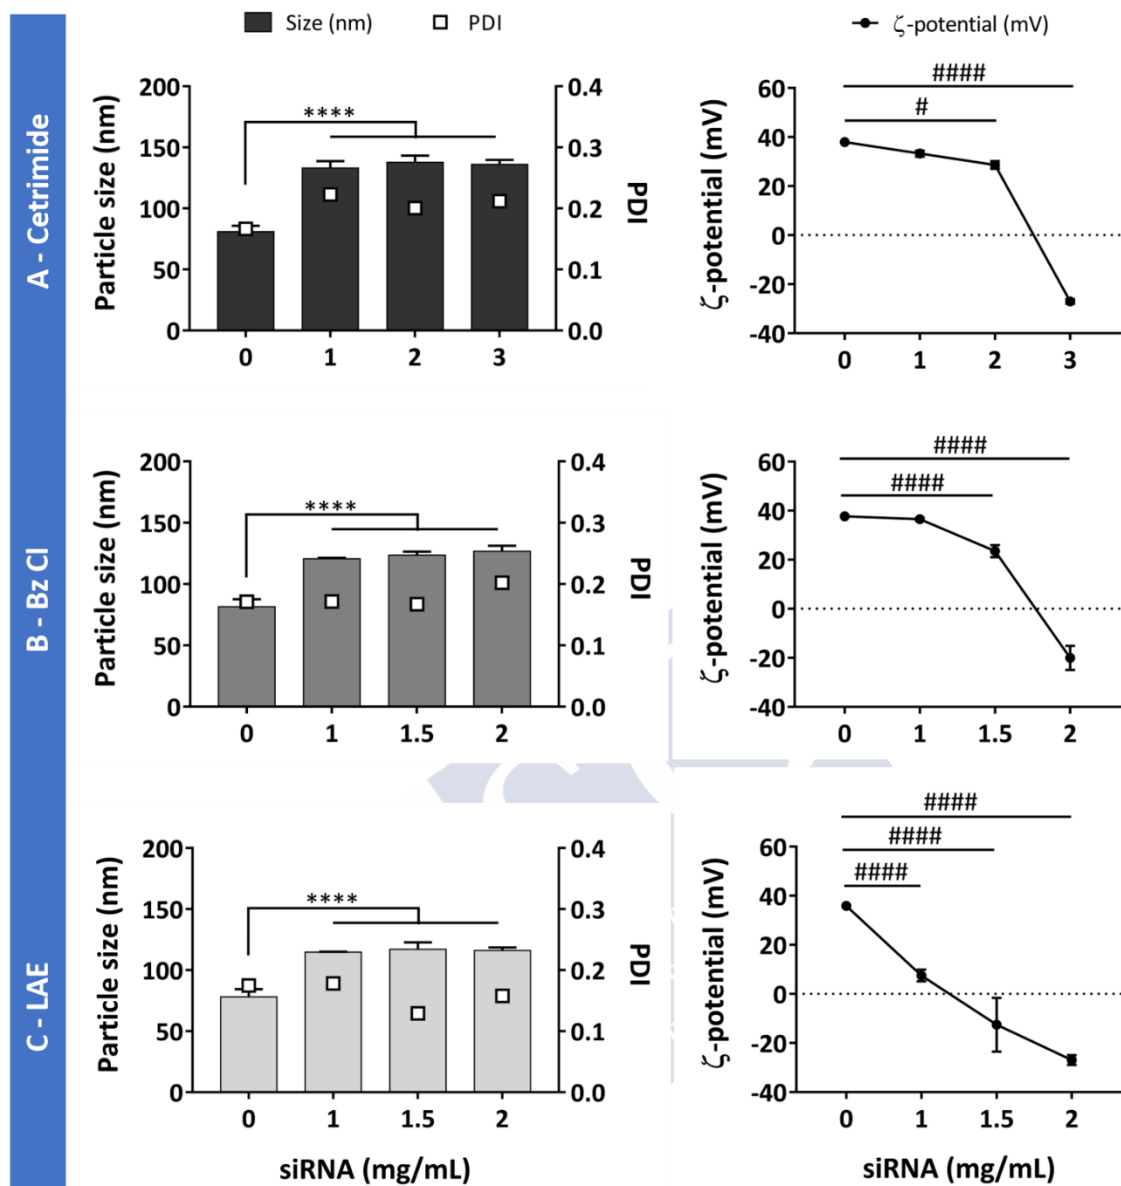 Size (nm) PDI
ζ-potential (mV)
A - Cetrimide
Particle size (nm)
200
150
100
50
0
****
0.4
0.3
0.2
0.1
0.0
PDI
0 1 2 3
ζ-potential (mV)
60
40
20
0
-20
-40
####
#
0 1 2 3
B - Bz Cl
Particle size (nm)
200
150
100
50
0
****
0.4
0.3
0.2
0.1
0.0
PDI
0 1 1.5 2
ζ-potential (mV)
60
40
20
0
-20
-40
####
####
0 1 1.5 2
C - LAE
Particle size (nm)
200
150
100
50
0
****
0.4
0.3
0.2
0.1
0.0
PDI
0 1 1.5 2
siRNA (mg/mL)
ζ-potential (mV)
60
40
20
0
-20
-40
####
####
####
0 1 1.5 2
siRNA (mg/mL)